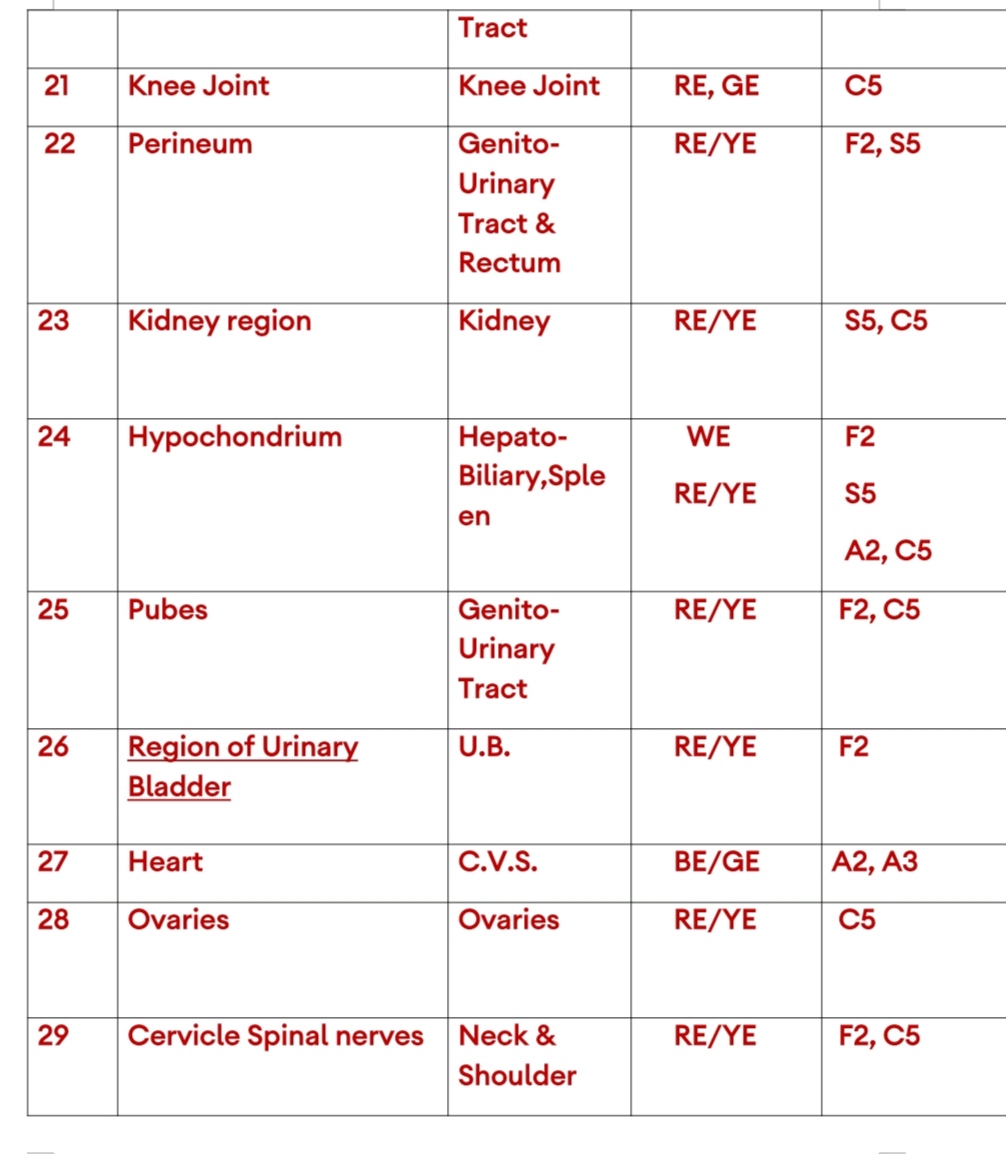 Tract
21 Knee Joint Knee Joint RE, GE C5
22 Perineum Genito- RE/YE F2, S5
Urinary
Tract &
Rectum
23 Kidney region Kidney RE/YE S5, C5
24 Hypochondrium Hepato- WE F2
Biliary,Sple RE/YE S5
en
A2, C5
25 Pubes Genito- RE/YE F2, C5
Urinary
Tract
26 Region of Urinary U.B. RE/YE F2
Bladder
27 Heart C.V.S. BE/GE A2, A3
28 Ovaries Ovaries RE/YE C5
29 Cervicle Spinal nerves Neck & RE/YE F2, C5
Shoulder